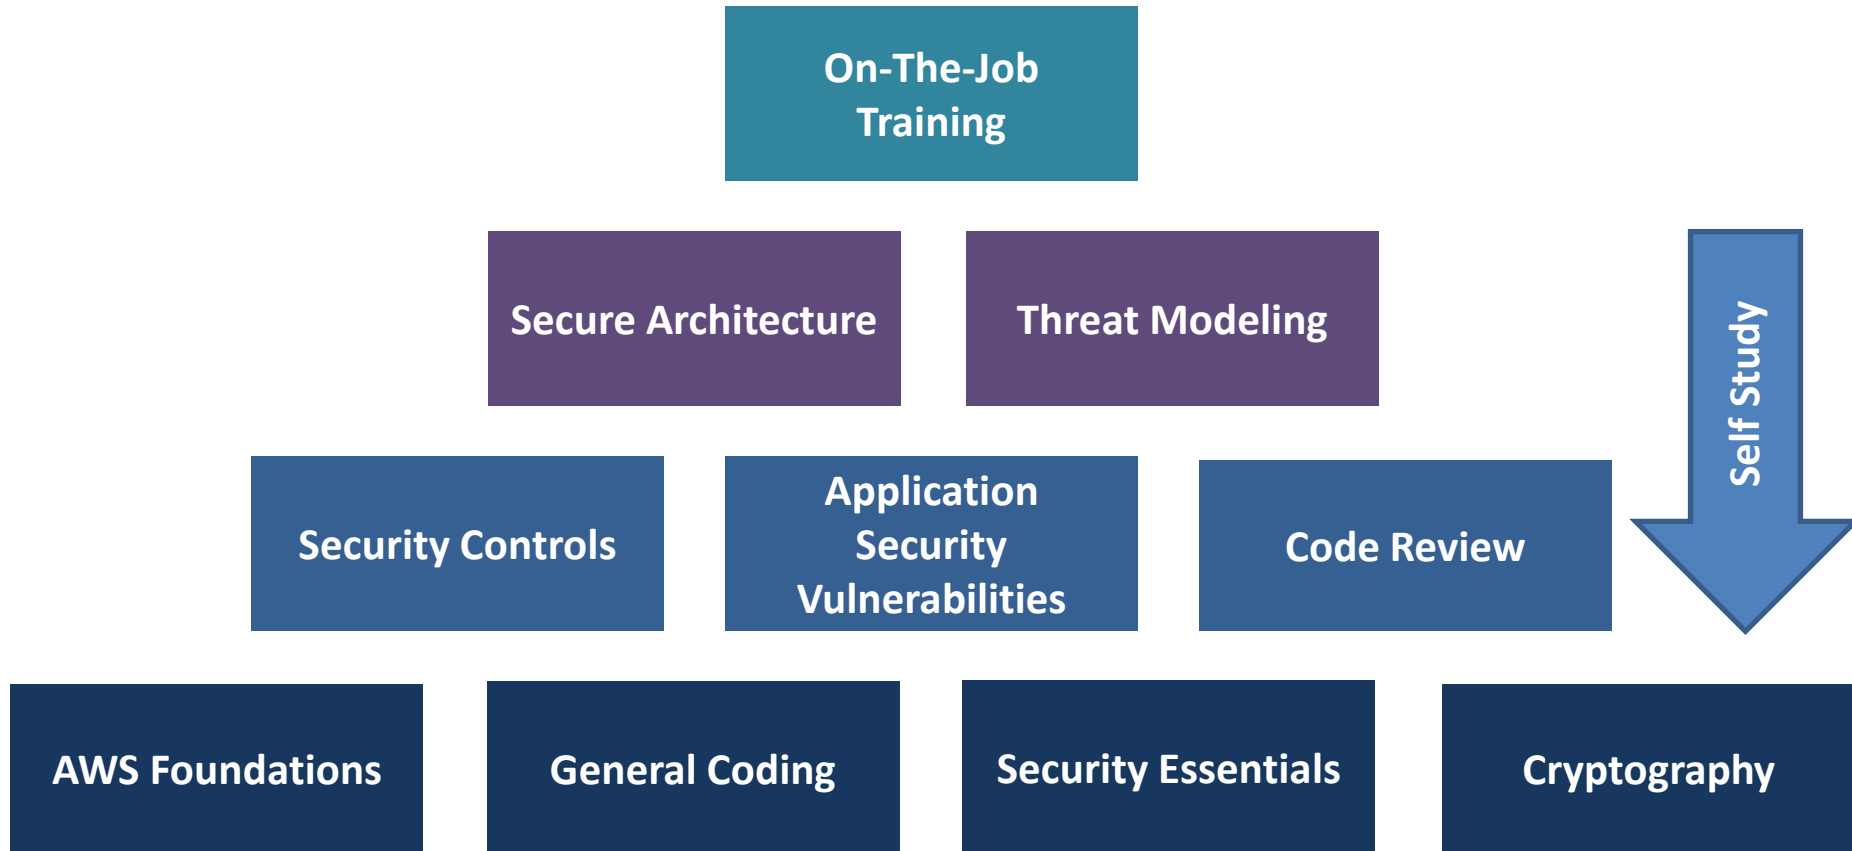 On-The-Job
Training
Secure Architecture
Threat Modeling
Self Study
Security Controls
Application
Security
Vulnerabilities
Code Review
AWS Foundations
General Coding
Security Essentials
Cryptography